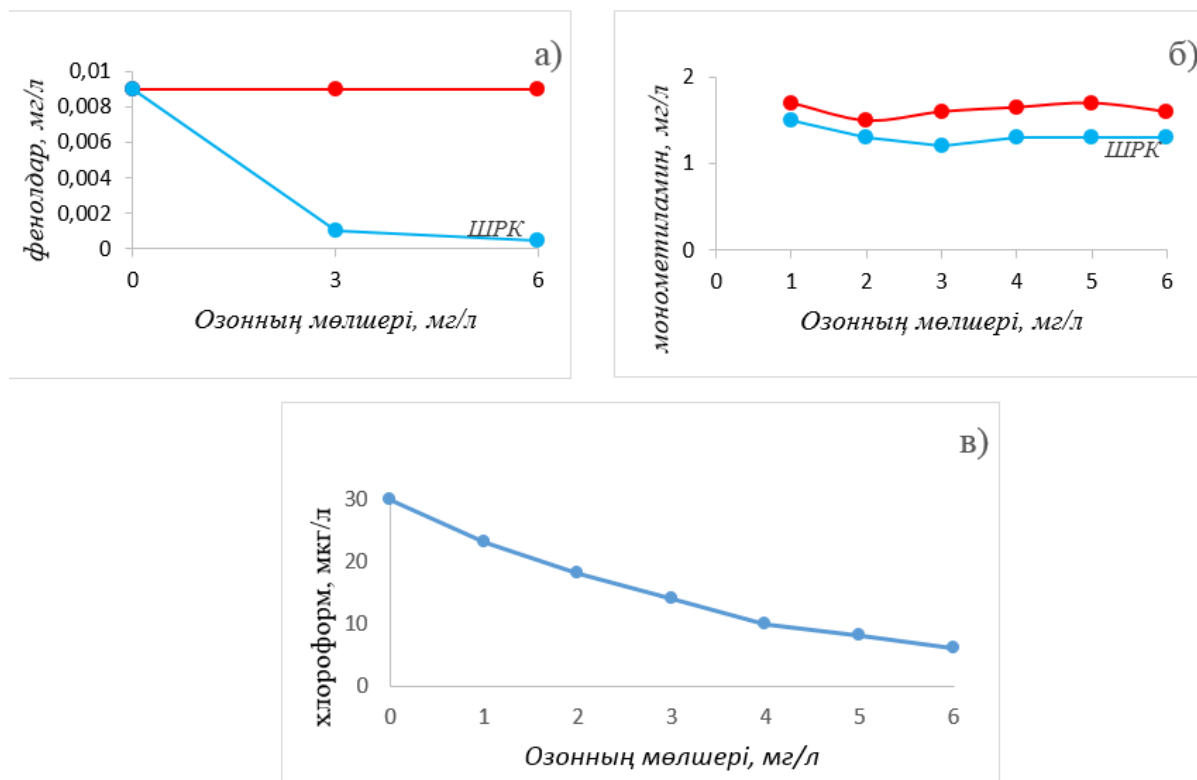 а)
фенолдар, мг/л
0,01
0,008
0,006
0,004
0,002
0
ШРК
0 3 6
Озонның мөлшері, мг/л
б)
монометиламин, мг/л
2
1
0
ШРК
0 1 2 3 4 5 6
Озонның мөлшері, мг/л
в)
хлороформ, мкг/л
30
20
10
0
0 1 2 3 4 5 6
Озонның мөлшері, мг/л